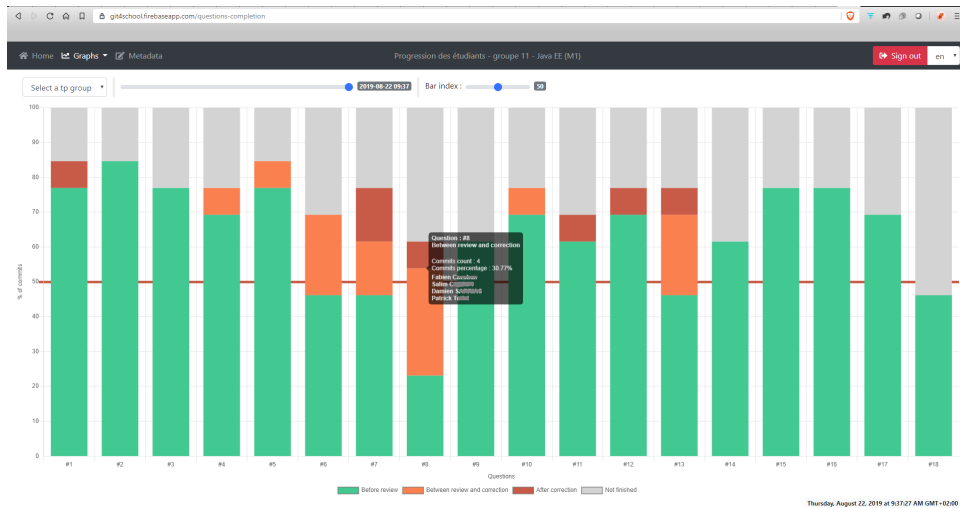 git4school.firebaseapp.com/questions-completion
Home Graphs Metadata Progression des étudiants - groupe 11 - Java EE (M1) Sign out en
Select a tp group 2019-08-22 09:37 Bar index : 50
100
90
80
70
60
50
40
30
20
10
0
% of commits
Question : #8
Between review and correction
Commits count : 4
Commits percentage : 30.77%
Fabien
Salim
Damien
Patrick
#1 #2 #3 #4 #5 #6 #7 #8 #9 #10 #11 #12 #13 #14 #15 #16 #17 #18
Questions
Before review Between review and correction After correction Not finished
Thursday, August 22, 2019 at 9:37:27 AM GMT+02:00